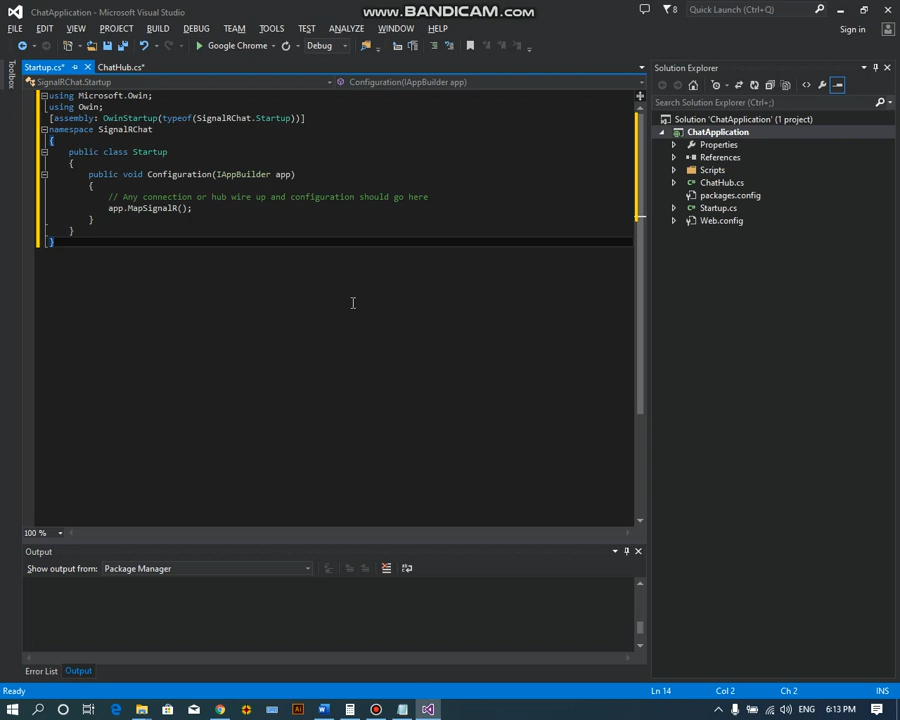 ChatApplication - Microsoft Visual Studio
www.BANDICAM.com
8
Quick Launch (Ctrl+Q)
FILE EDIT VIEW PROJECT BUILD DEBUG TEAM TOOLS TEST ANALYZE WINDOW HELP
Sign in
Google Chrome Debug
Toolbox
Startup.cs* ChatHub.cs*
SignalRChat.Startup Configuration(IAppBuilder app)
using Microsoft.Owin;
using Owin;
[assembly: OwinStartup(typeof(SignalRChat.Startup))]
namespace SignalRChat
{
public class Startup
{
public void Configuration(IAppBuilder app)
{
// Any connection or hub wire up and configuration should go here
app.MapSignalR();
}
}
}
100 %
Solution Explorer
Search Solution Explorer (Ctrl+;)
Solution 'ChatApplication' (1 project)
ChatApplication
Properties
References
Scripts
ChatHub.cs
packages.config
Startup.cs
Web.config
Output
Show output from: Package Manager
Error List Output
Ready Ln 14 Col 2 Ch 2 INS
ENG 6:13 PM